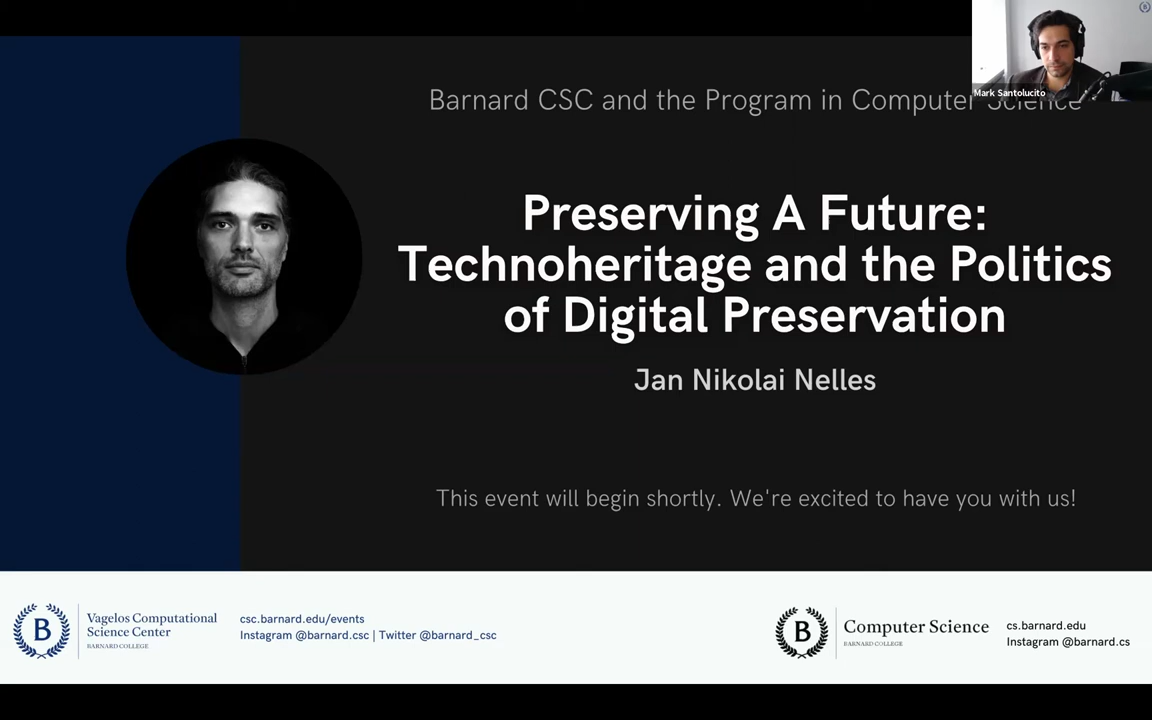 Barnard CSC and the Program in Computer Science
Mark Santolucito
Preserving A Future:
Technoheritage and the Politics
of Digital Preservation
Jan Nikolai Nelles
This event will begin shortly. We're excited to have you with us!
B
Vagelos Computational
Science Center
BARNARD COLLEGE
csc.barnard.edu/events
Instagram @barnard.csc | Twitter @barnard_csc
B
Computer Science
BARNARD COLLEGE
cs.barnard.edu
Instagram @barnard.cs
B